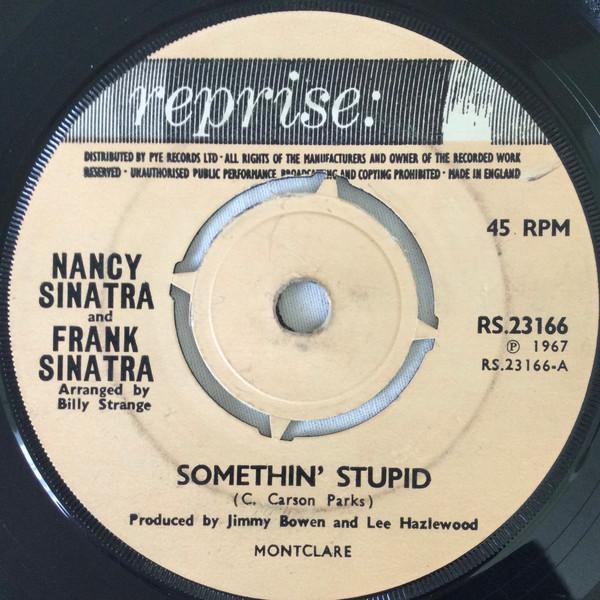 reprise:
DISTRIBUTED BY PYE RECORDS LTD · ALL RIGHTS OF THE MANUFACTURERS AND OWNER OF THE RECORDED WORK
RESERVED · UNAUTHORISED PUBLIC PERFORMANCE BROADCASTING AND COPYING PROHIBITED · MADE IN ENGLAND
45 RPM
NANCY
SINATRA
and
FRANK
SINATRA
Arranged by
Billy Strange
RS.23166
℗ 1967
RS.23166-A
SOMETHIN' STUPID
(C. Carson Parks)
Produced by Jimmy Bowen and Lee Hazlewood
MONTCLARE